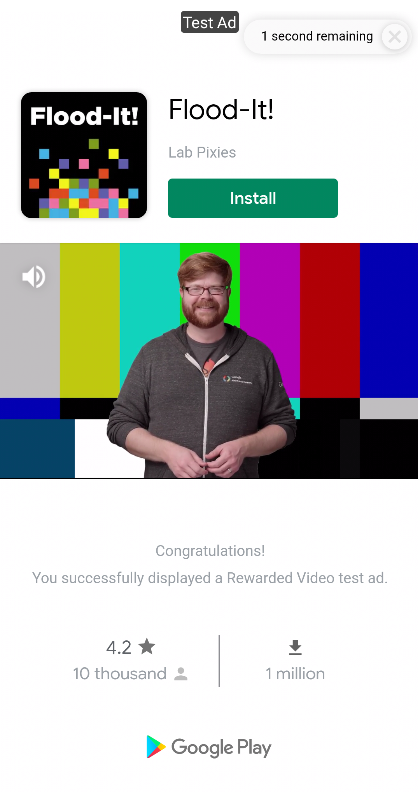 Test Ad
1 second remaining
Flood-It!
Flood-It!
Lab Pixies
Install
Congratulations!
You successfully displayed a Rewarded Video test ad.
4.2
10 thousand
1 million
Google Play